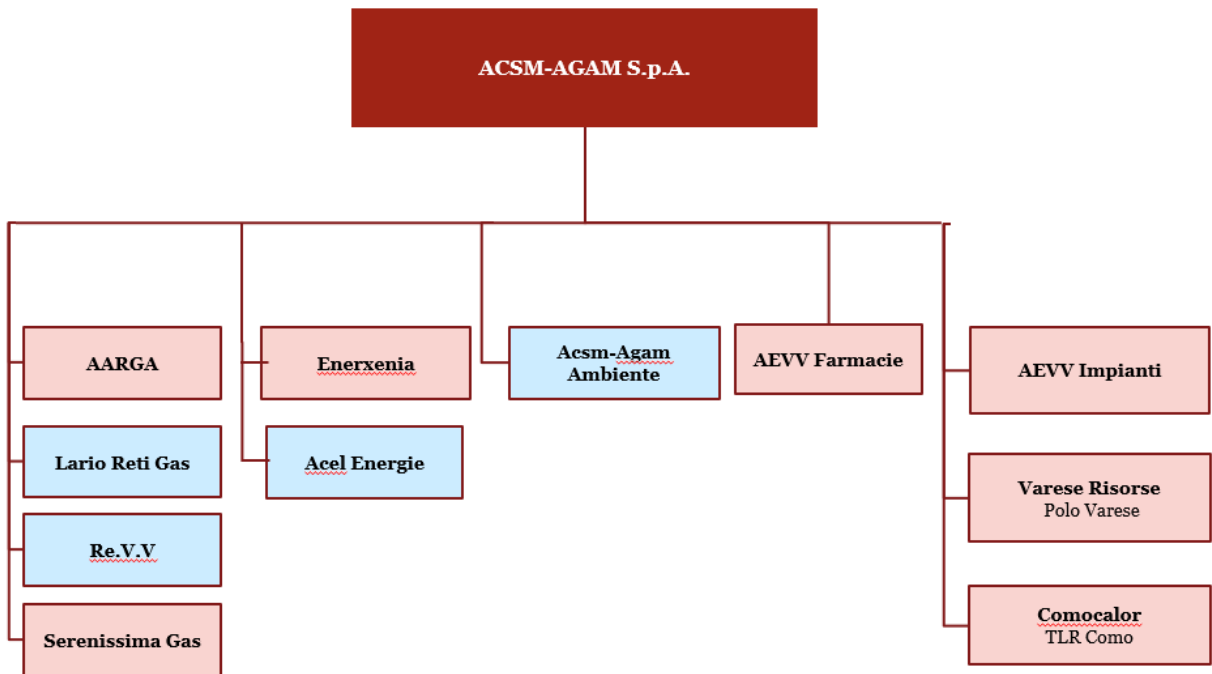 ACSM-AGAM S.p.A.
AARGA
Enerxenia
Acsm-Agam
Ambiente
AEVV Farmacie
AEVV Impianti
Lario Reti Gas
Acel Energie
Varese Risorse
Polo Varese
Re.V.V
Serenissima Gas
Comocalor
TLR Como